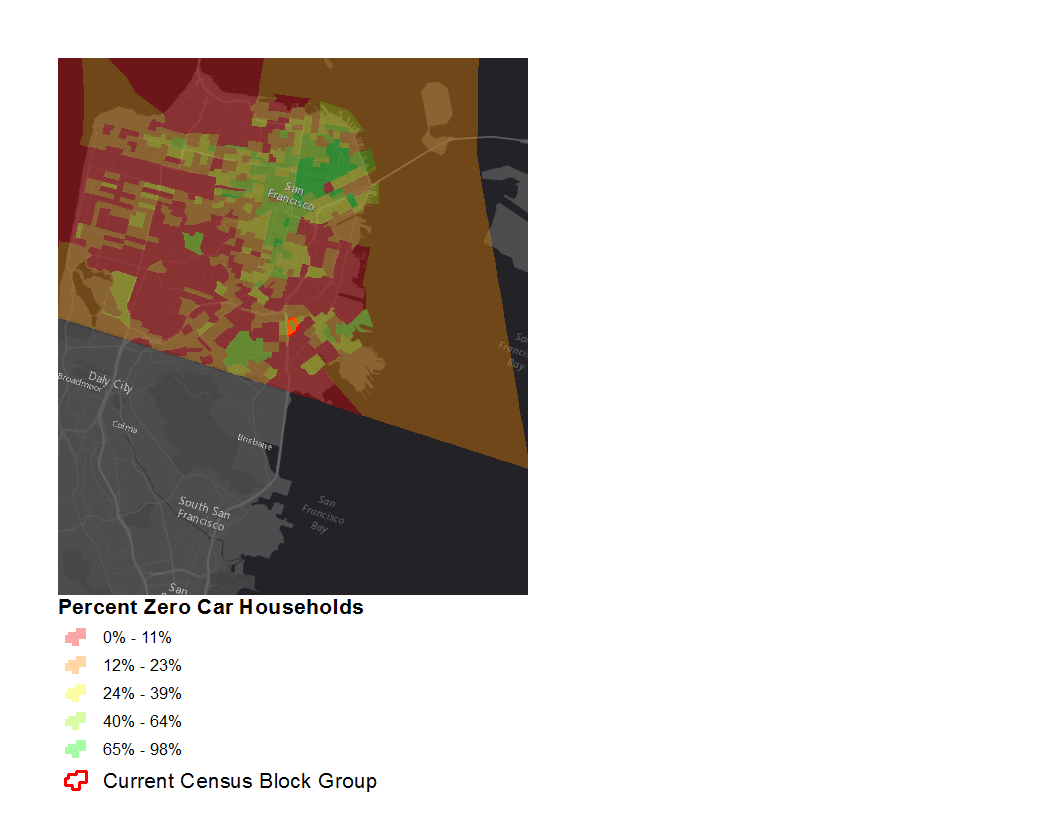 San
Francisco
San
Francisco
Bay
Daly City
Broadmoor
Colma
Brisbane
South San
Francisco
San
Francisco
Bay
San
Percent Zero Car Households
0% - 11%
12% - 23%
24% - 39%
40% - 64%
65% - 98%
Current Census Block Group